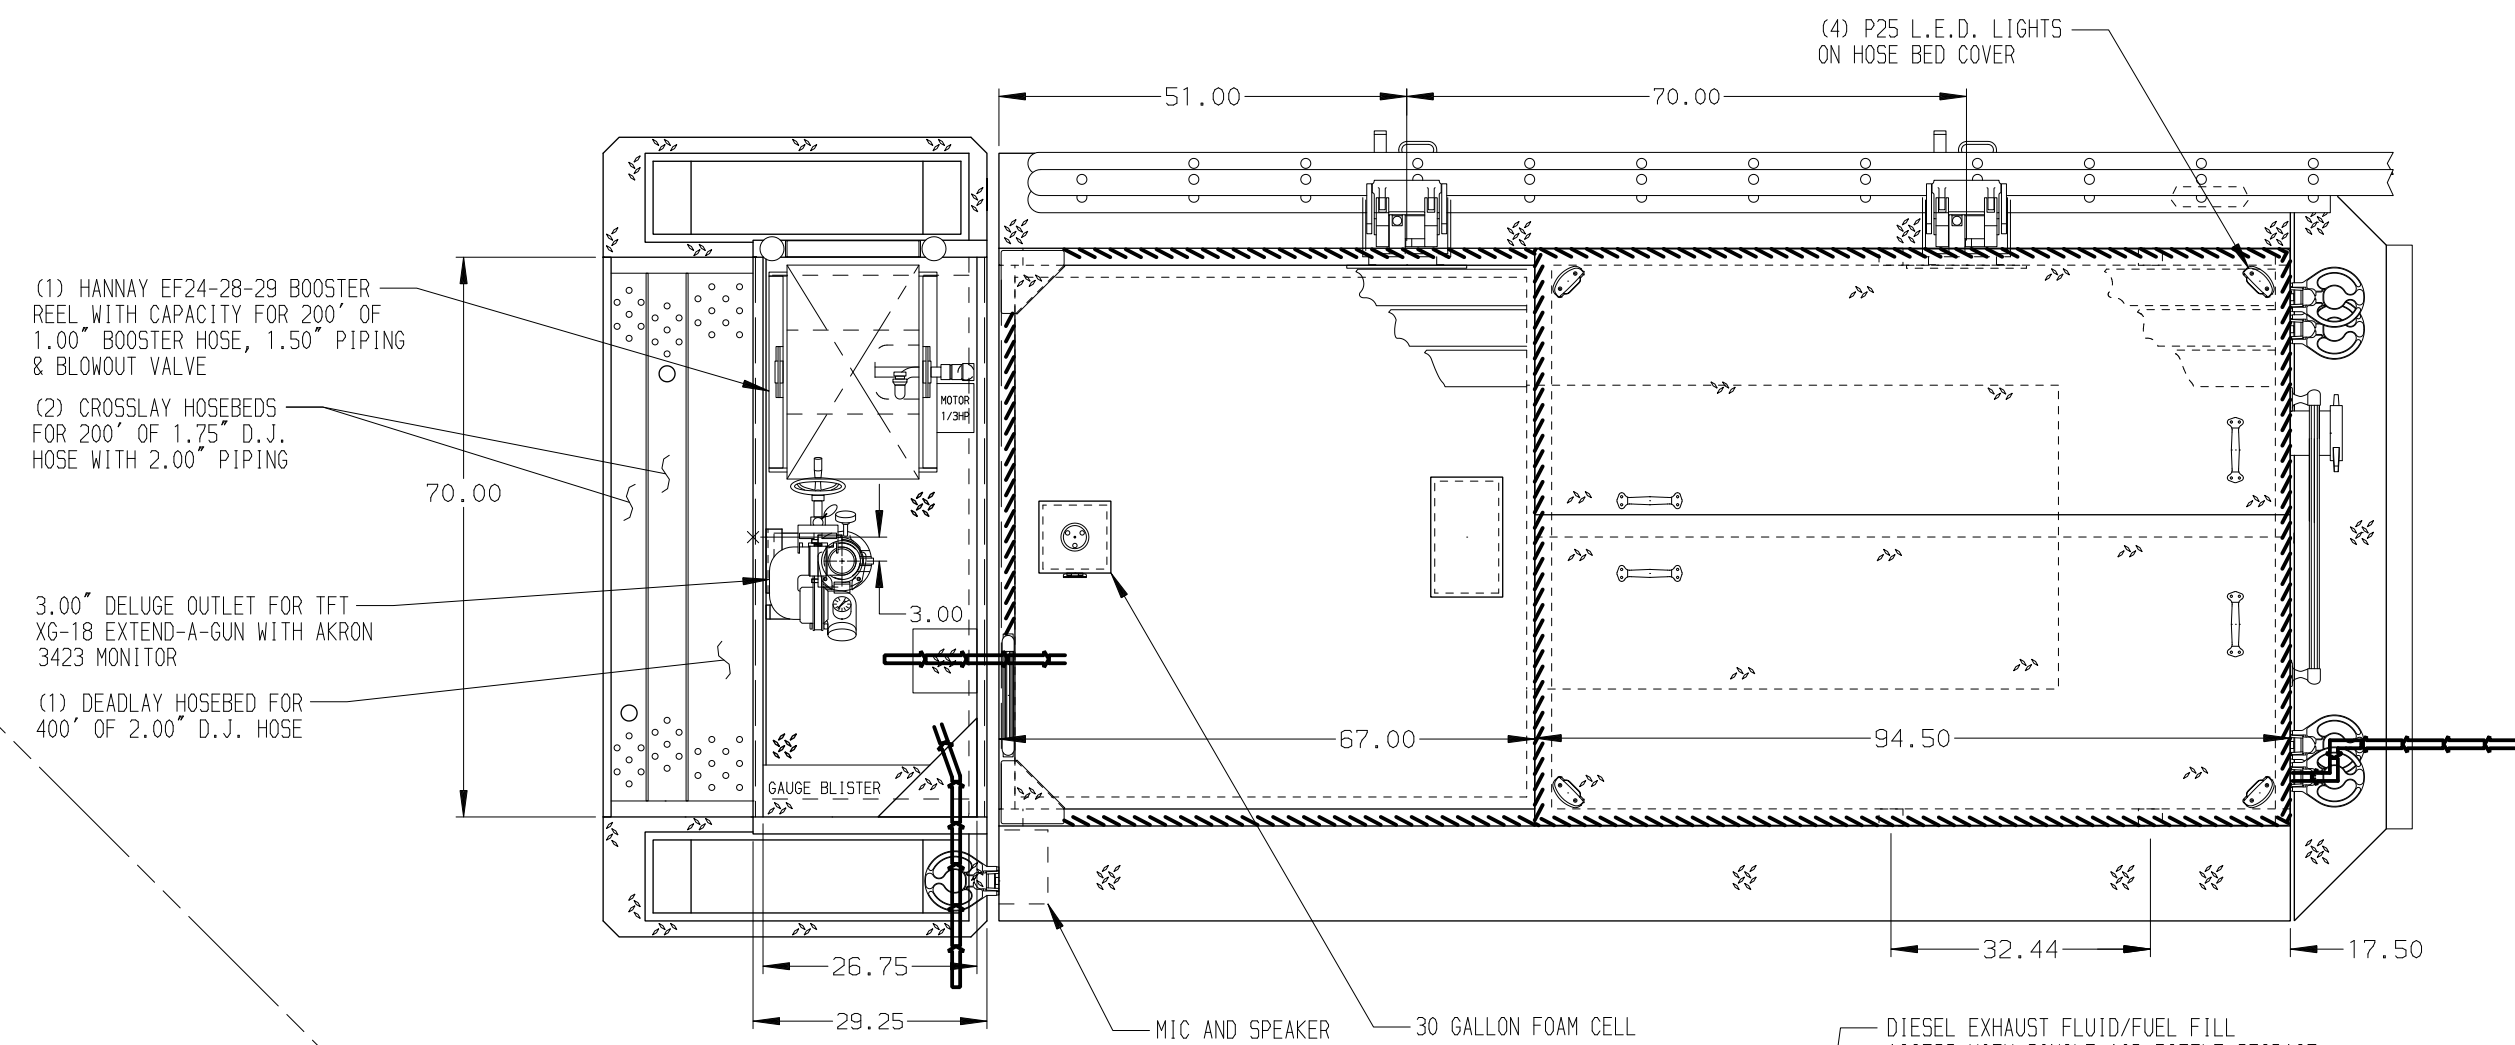 (4) P25 L.E.D. LIGHTS
ON HOSE BED COVER
51.00
70.00
(1) HANNAY EF24-28-29 BOOSTER
REEL WITH CAPACITY FOR 200' OF
1.00" BOOSTER HOSE, 1.50" PIPING
& BLOWOUT VALVE
(2) CROSSLAY HOSEBEDS
FOR 200' OF 1.75" D.J.
HOSE WITH 2.00" PIPING
MOTOR
1/3HP
70.00
3.00" DELUGE OUTLET FOR TFT
XG-18 EXTEND-A-GUN WITH AKRON
3423 MONITOR
3.00
(1) DEADLAY HOSEBED FOR
400' OF 2.00" D.J. HOSE
67.00
94.50
GAUGE BLISTER
26.75
32.44
17.50
29.25
MIC AND SPEAKER
30 GALLON FOAM CELL
DIESEL EXHAUST FLUID/FUEL FILL